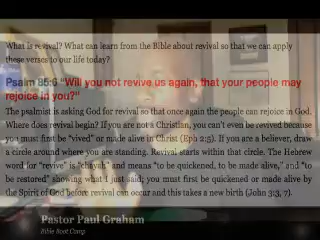 What is revival? What can learn from the Bible about revival so that we can apply
these verses to our life today?
Psalm 85:6 "Will you not revive us again, that your people may
rejoice in you?"
The psalmist is asking God for revival so that once again the people can rejoice in God.
Where does revival begin? If you are not a Christian, you can't even be revived because
you must first be "vived" or made alive in Christ (Eph 2:5). If you are a believer, draw
a circle around where you are standing. Revival starts within that circle. The Hebrew
word for "revive" is "châyâh" and means "to be quickened, to be made alive," and "to
be restored" showing what I just said; you must first be quickened or made alive by
the Spirit of God before revival can occur and this takes a new birth (John 3:3, 7).
Pastor Paul Graham
Bible Boot Camp